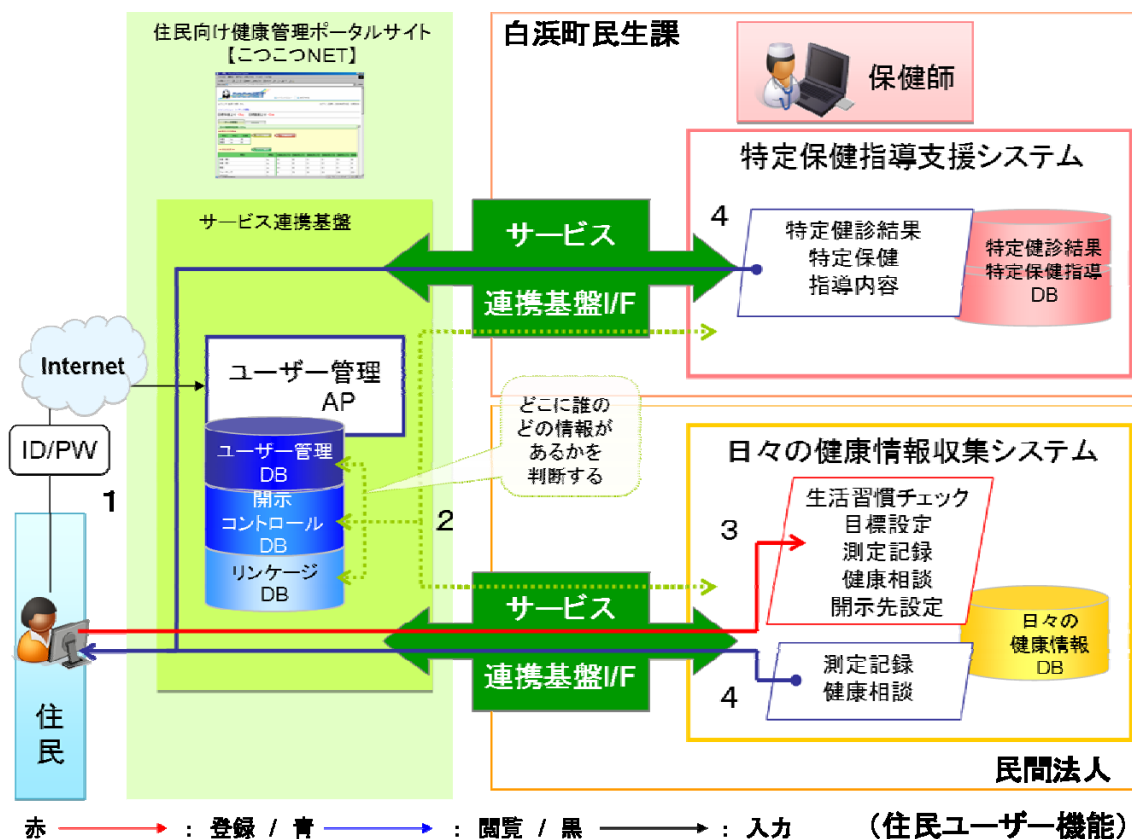 住民向け健康管理ポータルサイト
【こつこつNET】
サービス連携基盤
Internet
ID/PW
1
住
民
ユーザー管理
AP
ユーザー管理
DB
開示
コントロール
DB
リンケージ
DB
2
どこに誰の
どの情報が
あるかを
判断する
サービス
連携基盤I/F
サービス
連携基盤I/F
白浜町民生課
保健師
特定保健指導支援システム
4
特定健診結果
特定保健
指導内容
特定健診結果
特定保健指導
DB
日々の健康情報収集システム
3
生活習慣チェック
目標設定
測定記録
健康相談
開示先設定
日々の
健康情報
DB
4
測定記録
健康相談
民間法人
赤 : 登録 / 青 : 閲覧 / 黒 : 入力 (住民ユーザー機能)